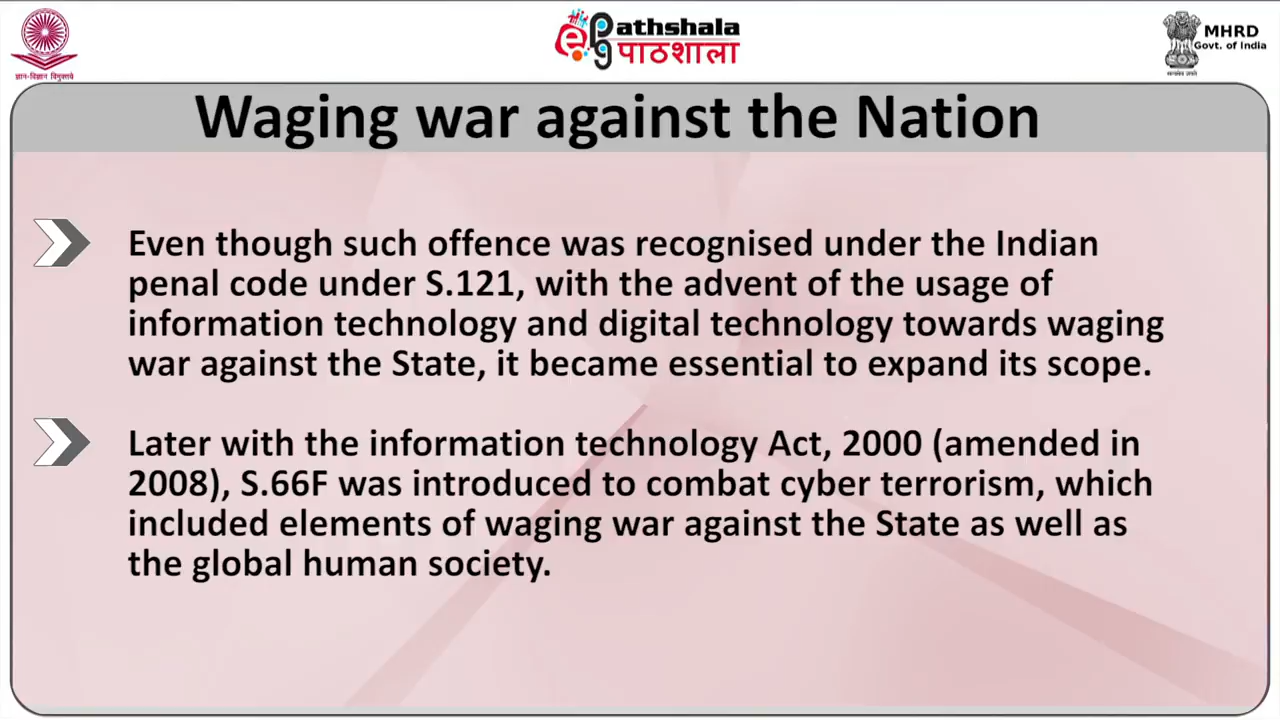 ज्ञान-विज्ञान विमुक्तये
Pathshala
पाठशाला
MHRD
Govt. of India
सत्यमेव जयते
Waging war against the Nation
Even though such offence was recognised under the Indian
penal code under S.121, with the advent of the usage of
information technology and digital technology towards waging
war against the State, it became essential to expand its scope.
Later with the information technology Act, 2000 (amended in
2008), S.66F was introduced to combat cyber terrorism, which
included elements of waging war against the State as well as
the global human society.